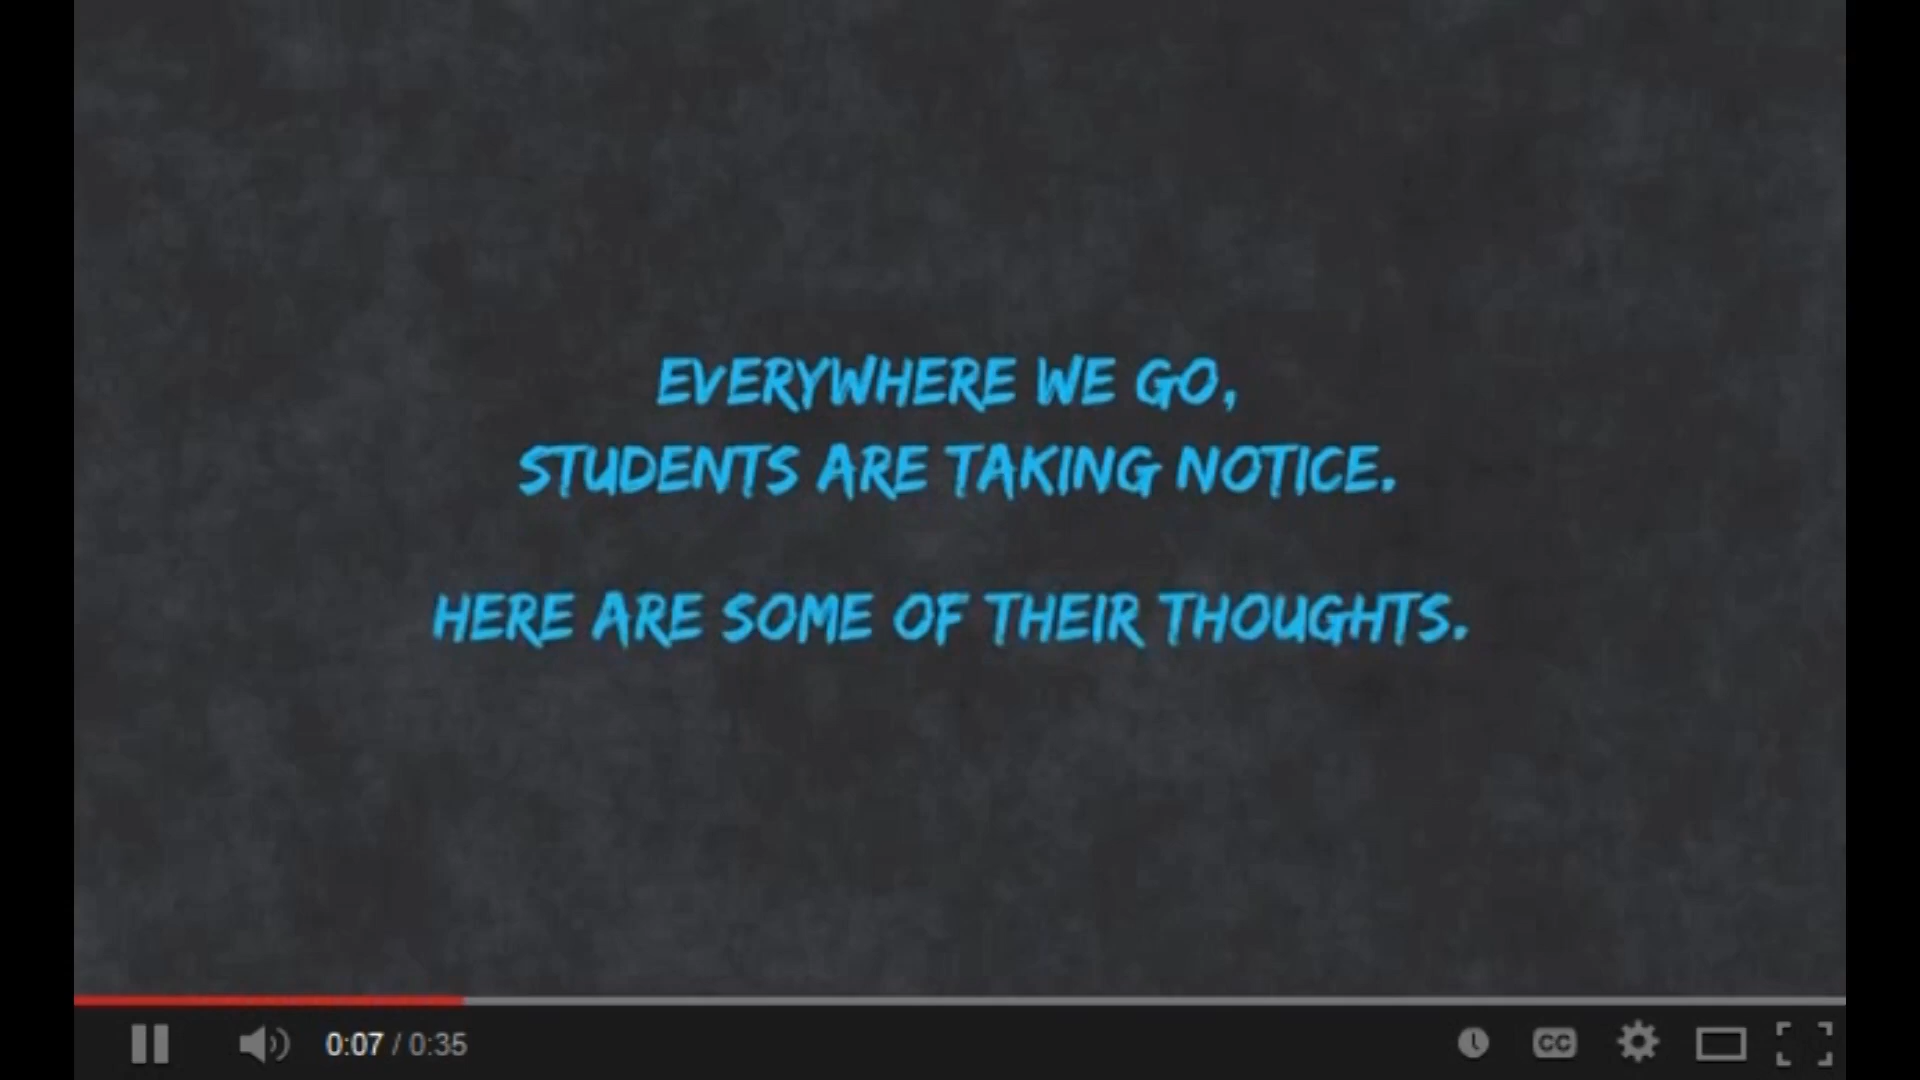 EVERYWHERE WE GO,
STUDENTS ARE TAKING NOTICE.
HERE ARE SOME OF THEIR THOUGHTS.
0:07 / 0:35
CC